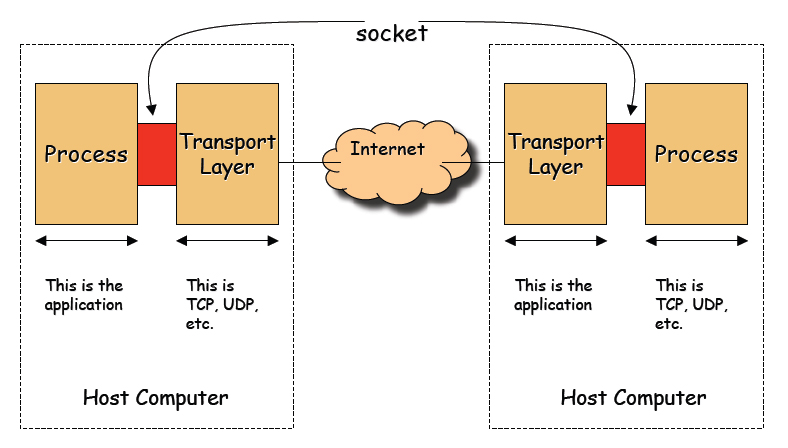 socket
Process
Transport
Layer
Internet
Transport
Layer
Process
This is the
application
This is
TCP, UDP,
etc.
This is the
application
This is
TCP, UDP,
etc.
Host Computer
Host Computer